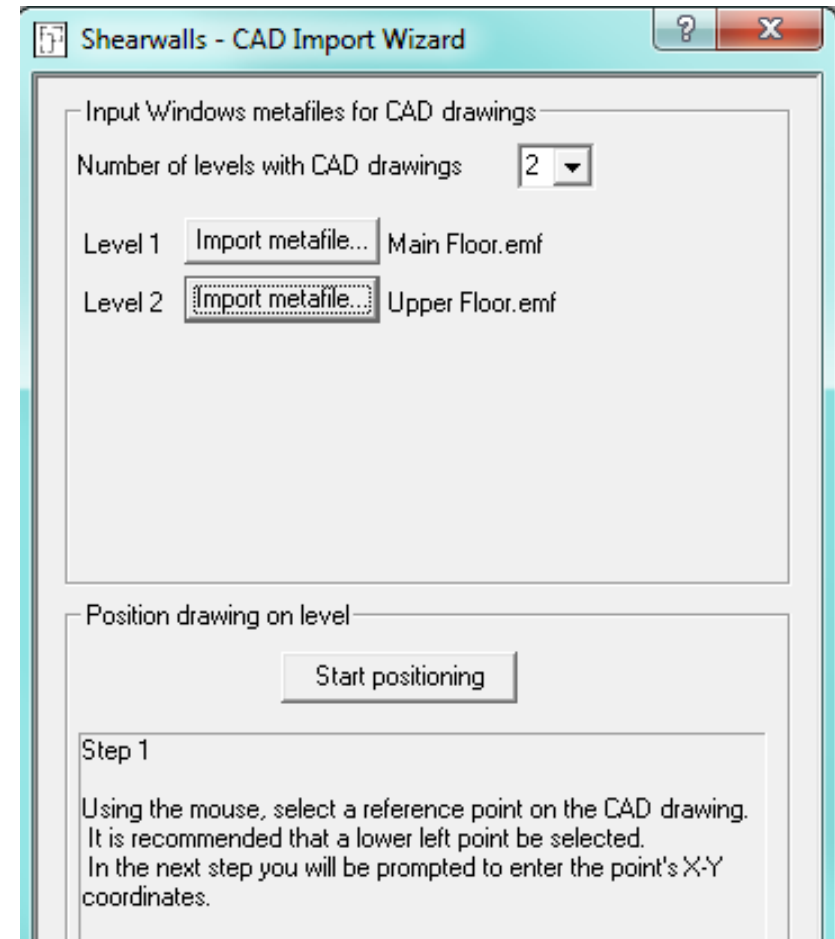 Shearwalls - CAD Import Wizard
?
Input Windows metafiles for CAD drawings
Number of levels with CAD drawings 2
Level 1 Import metafile... Main Floor.emf
Level 2 Import metafile... Upper Floor.emf
Position drawing on level
Start positioning
Step 1
Using the mouse, select a reference point on the CAD drawing.
It is recommended that a lower left point be selected.
In the next step you will be prompted to enter the point's X-Y
coordinates.